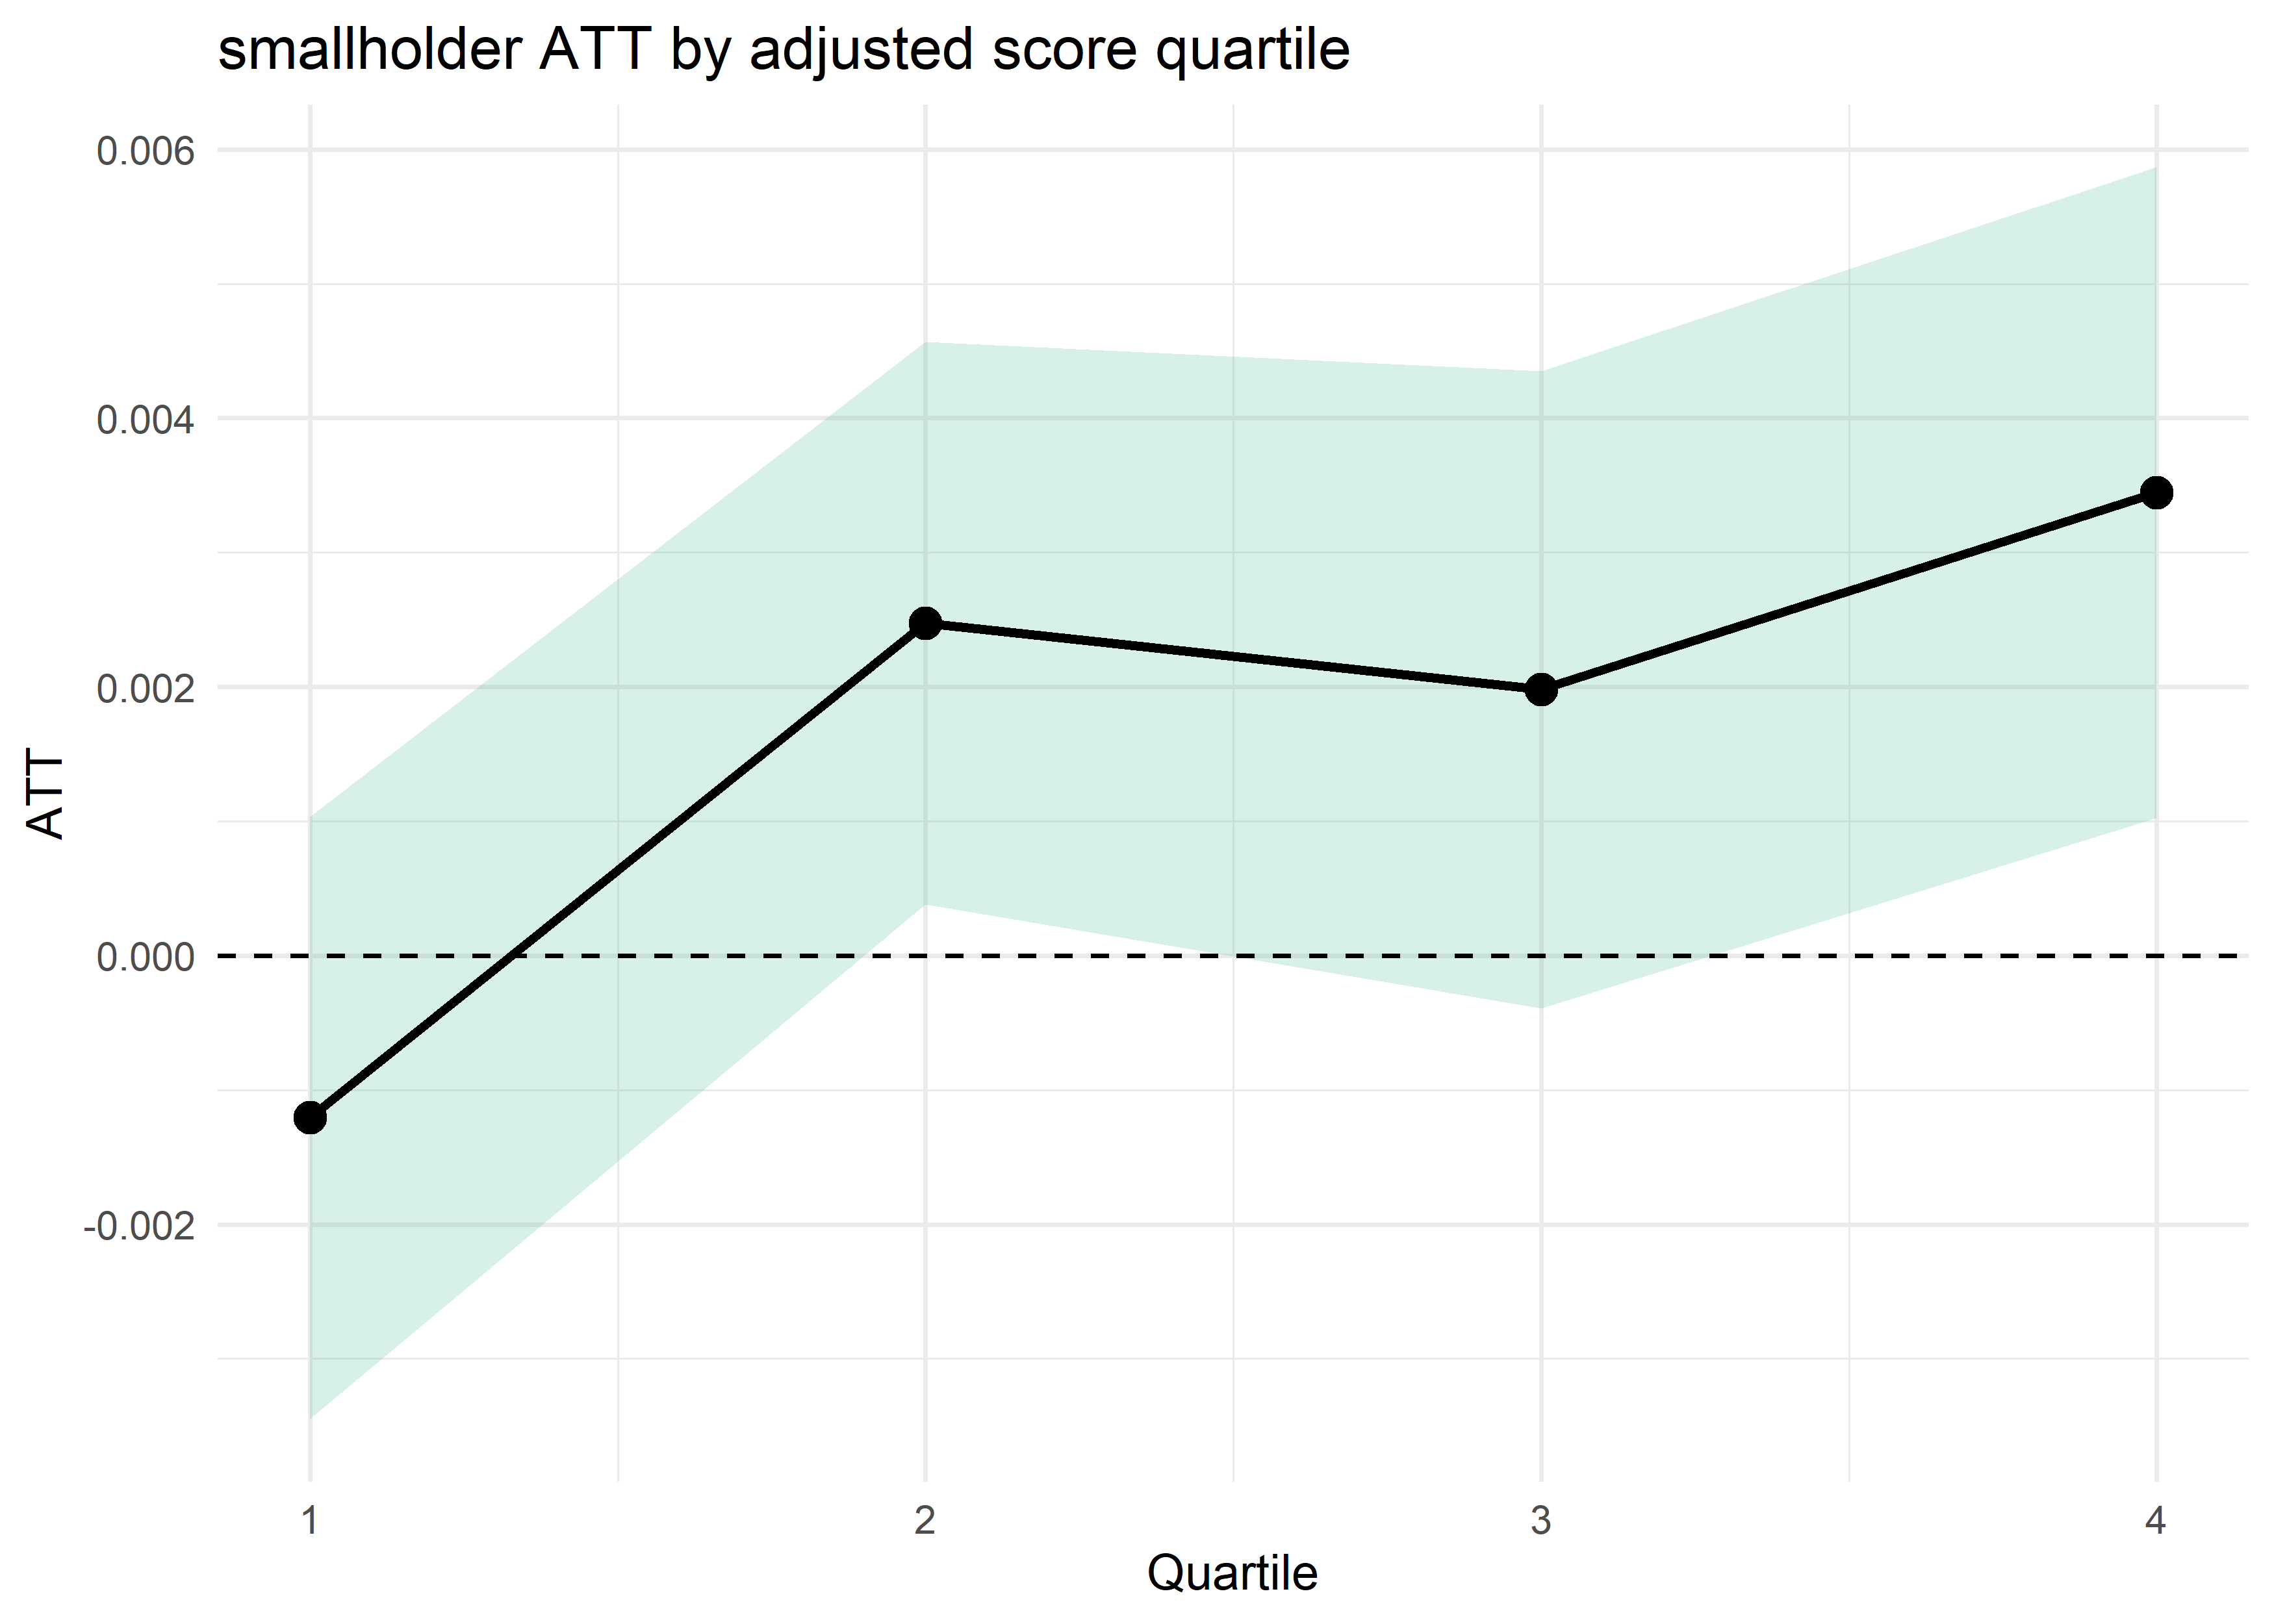 smallholder ATT by adjusted score quartile
0.006
0.004
0.002
0.000
-0.002
ATT
1 2 3 4
Quartile